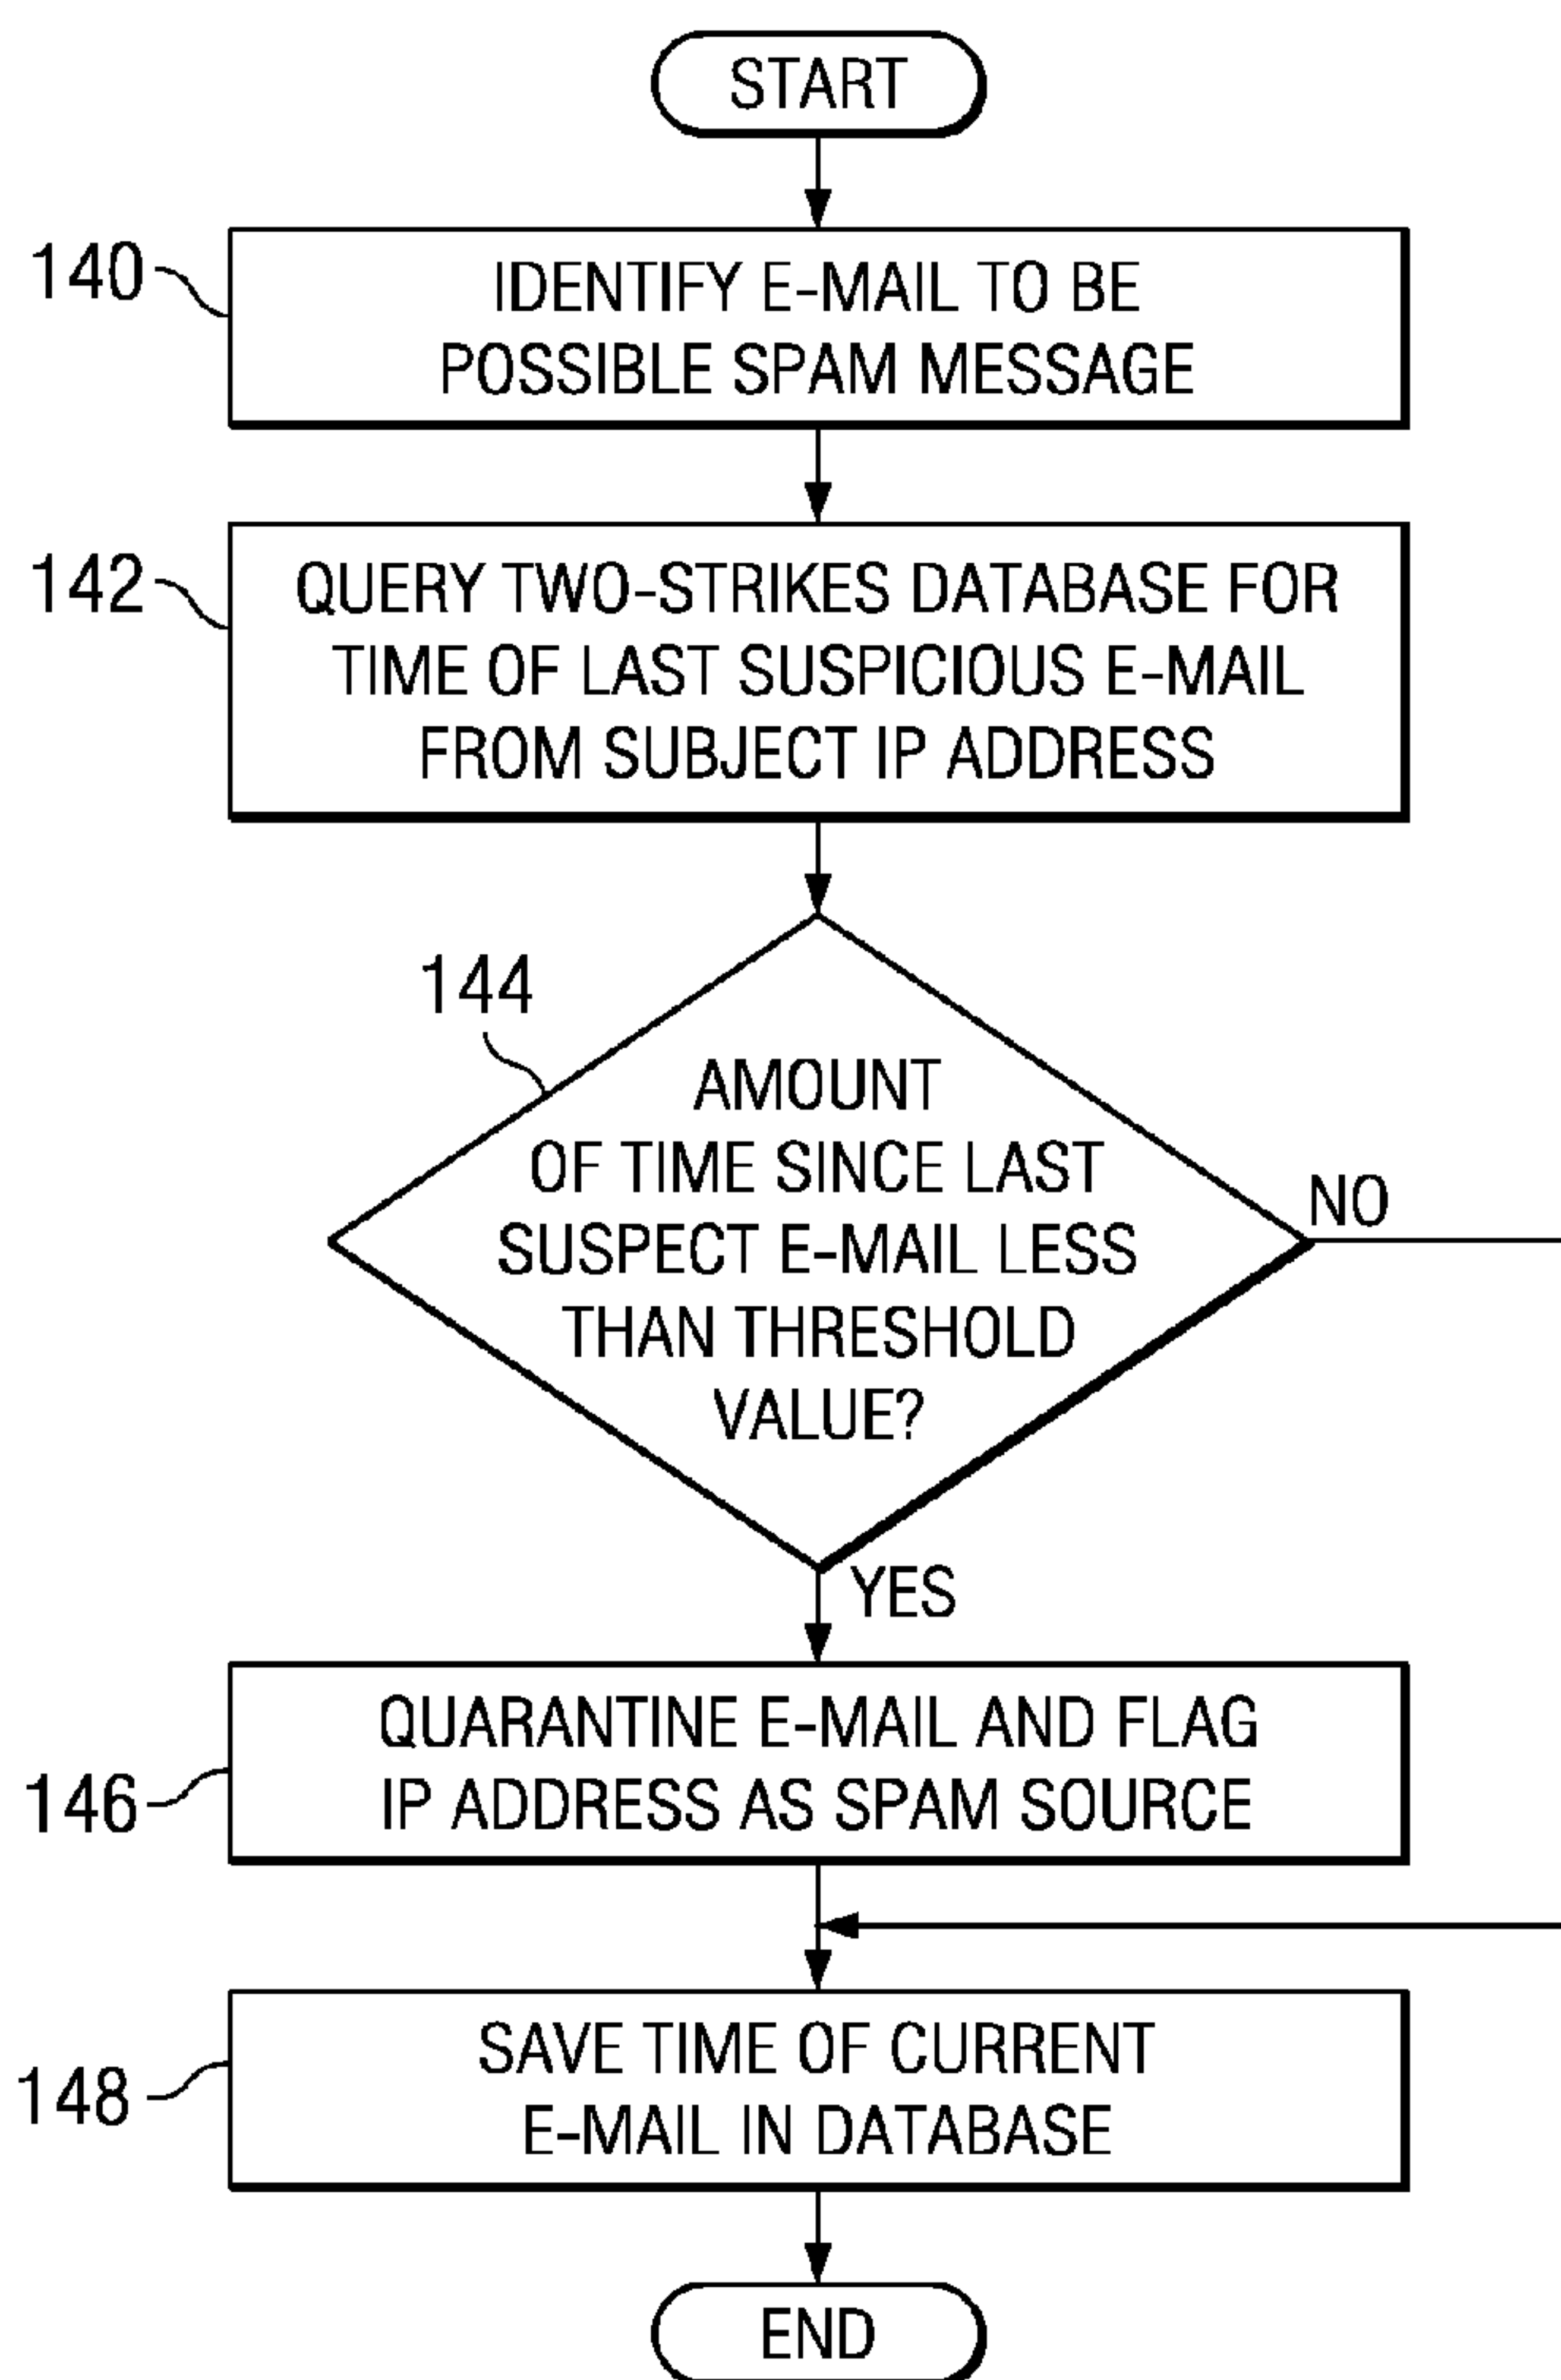 START
140
IDENTIFY E-MAIL TO BE
POSSIBLE SPAM MESSAGE
142
QUERY TWO-STRIKES DATABASE FOR
TIME OF LAST SUSPICIOUS E-MAIL
FROM SUBJECT IP ADDRESS
144
AMOUNT
OF TIME SINCE LAST
SUSPECT E-MAIL LESS
THAN THRESHOLD
VALUE?
NO
YES
146
QUARANTINE E-MAIL AND FLAG
IP ADDRESS AS SPAM SOURCE
148
SAVE TIME OF CURRENT
E-MAIL IN DATABASE
END